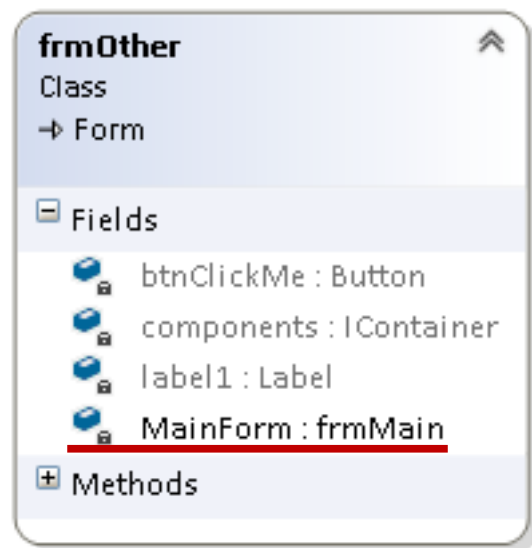 frmOther
Class
Form
Fields
btnClickMe : Button
components : IContainer
label1 : Label
MainForm : frmMain
Methods